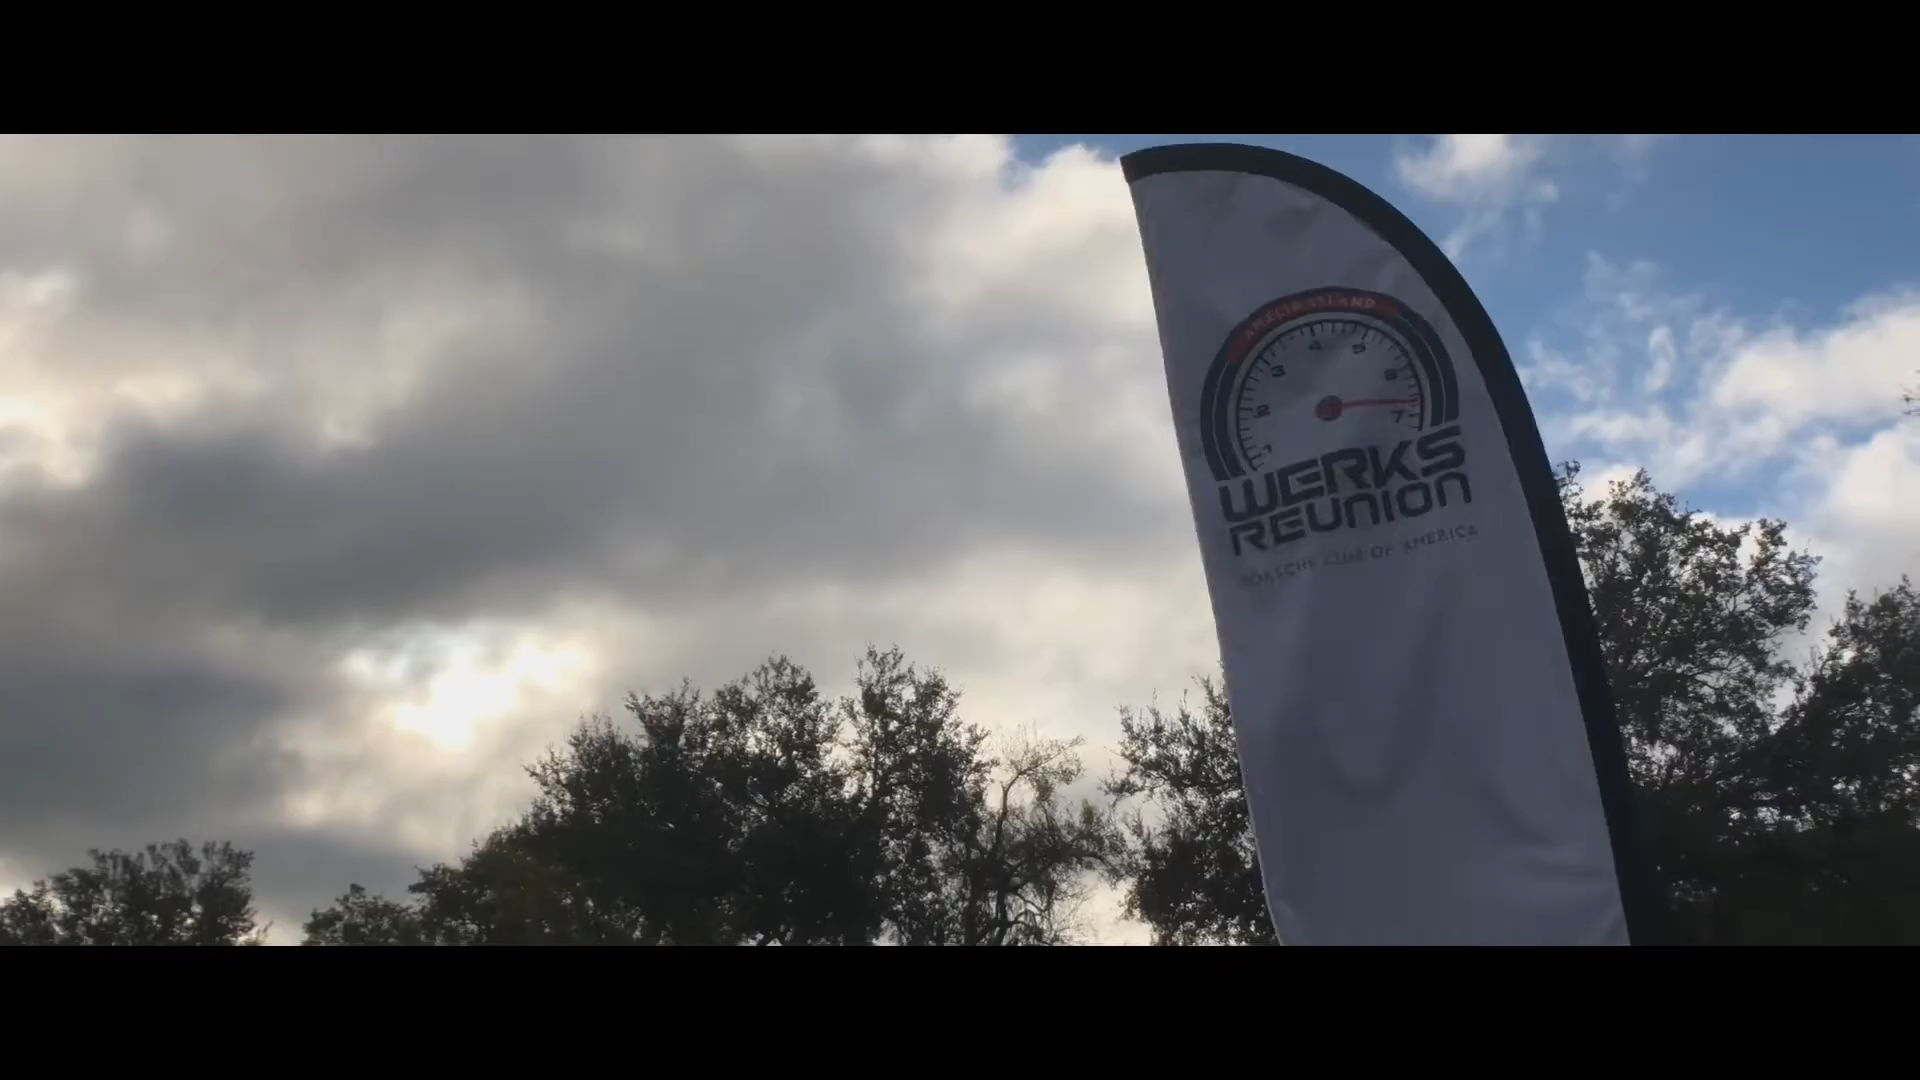 AMELIA ISLAND
1
2
3
4
5
6
7
WERKS
REUNION
PORSCHE CLUB OF AMERICA